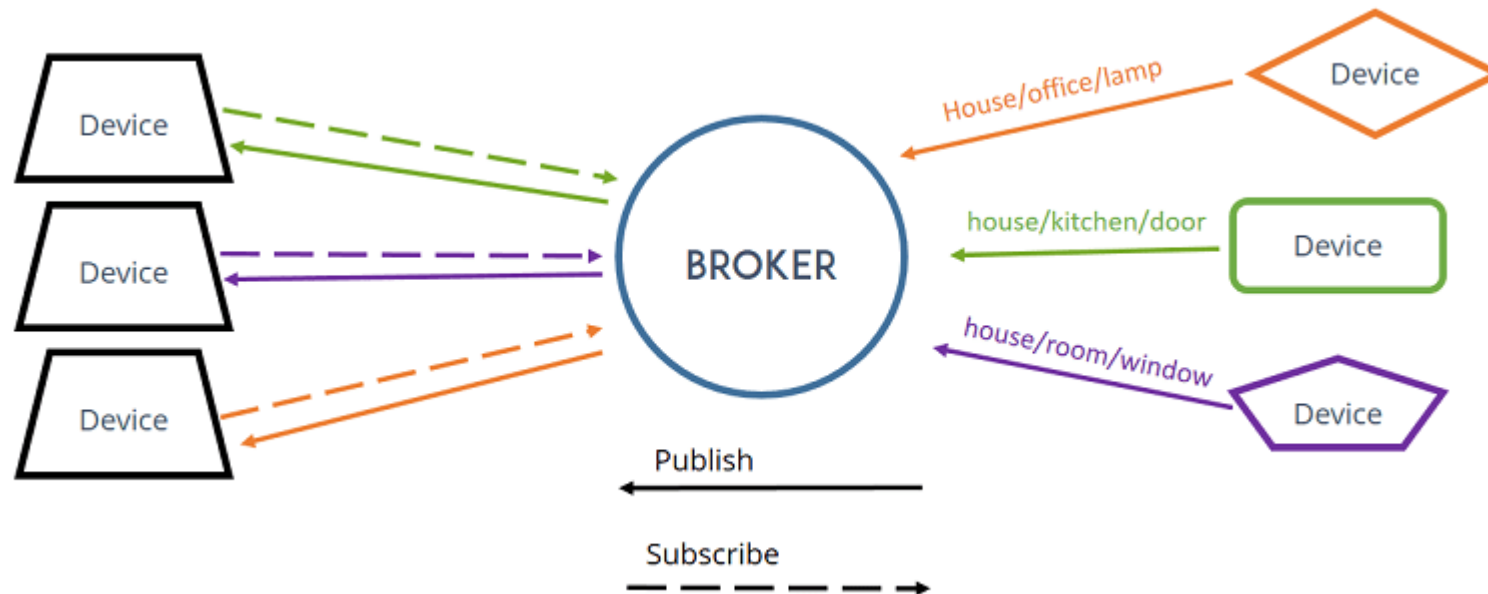 Device
Device
Device
BROKER
House/office/lamp
house/kitchen/door
house/room/window
Device
Device
Device
Publish
Subscribe